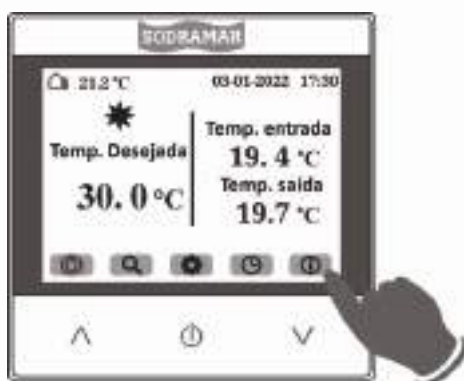 SODRAMAR
21.2 °C 03-01-2022 17:30
Temp. Desejada
30.0 °C
Temp. entrada
19.4 °C
Temp. saida
19.7 °C